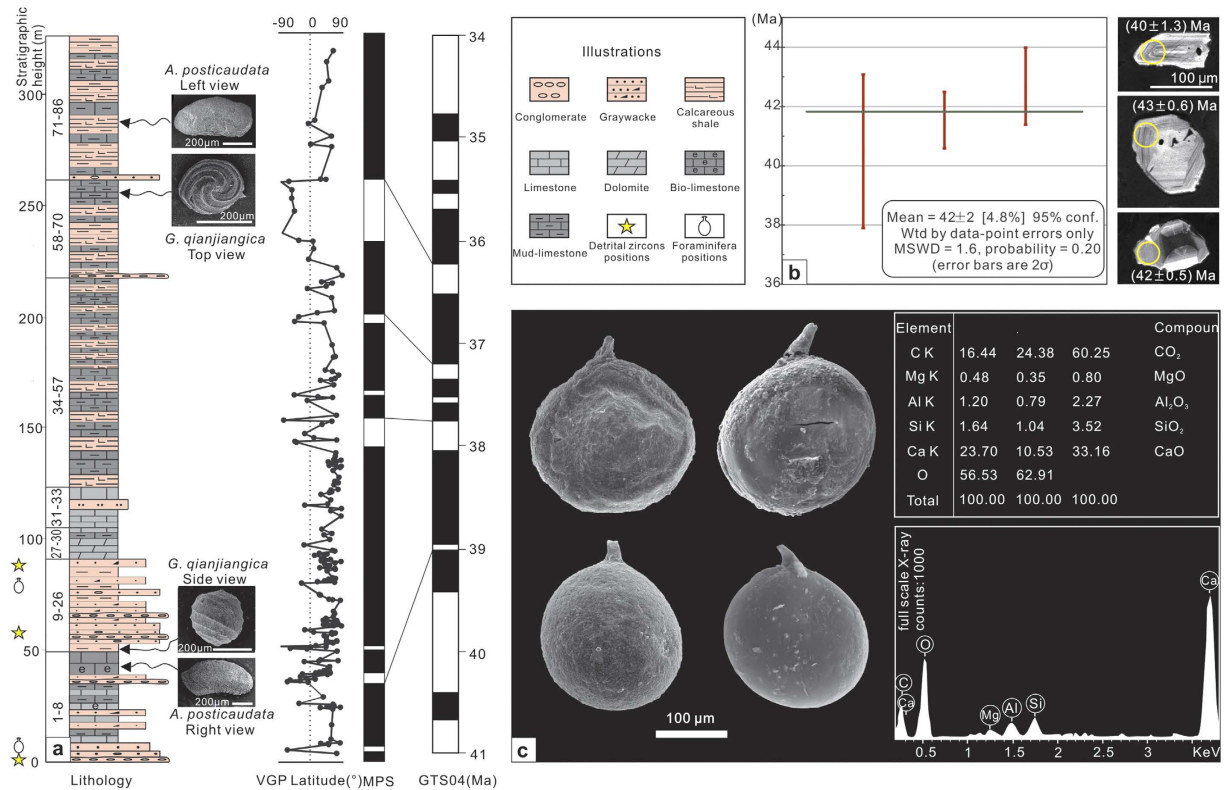 Stratigraphic
height (m)
300
250
200
150
100
50
0
71-86
58-70
34-57
31-33
27-30
9-26
1-8
a
Lithology
A. posticaudata
Left view
200μm
200μm
G. qianjiangica
Top view
G. qianjiangica
Side view
200μm
200μm
A. posticaudata
Right view
-90 0 90
VGP Latitude(°)
MPS
34
35
36
37
38
39
40
41
GTS04(Ma)
Illustrations
Conglomerate
Graywacke
Calcareous
shale
Limestone
Dolomite
Bio-limestone
Mud-limestone
Detrital zircons
positions
Foraminifera
positions
(Ma)
44
42
40
38
36
b
Mean = 42±2 [4.8%] 95% conf.
Wtd by data-point errors only
MSWD = 1.6, probability = 0.20
(error bars are 2σ)
(40±1.3) Ma
100 μm
(43±0.6) Ma
(42±0.5) Ma
c
100 μm
Element . Compoun
C K 16.44 24.38 60.25 CO₂
Mg K 0.48 0.35 0.80 MgO
Al K 1.20 0.79 2.27 Al₂O₃
Si K 1.64 1.04 3.52 SiO₂
Ca K 23.70 10.53 33.16 CaO
O 56.53 62.91
Total 100.00 100.00 100.00
full scale X-ray
counts:1000
C
Ca
O
Mg
Al
Si
Ca
0.5 1 1.5 2 2.5 3 KeV